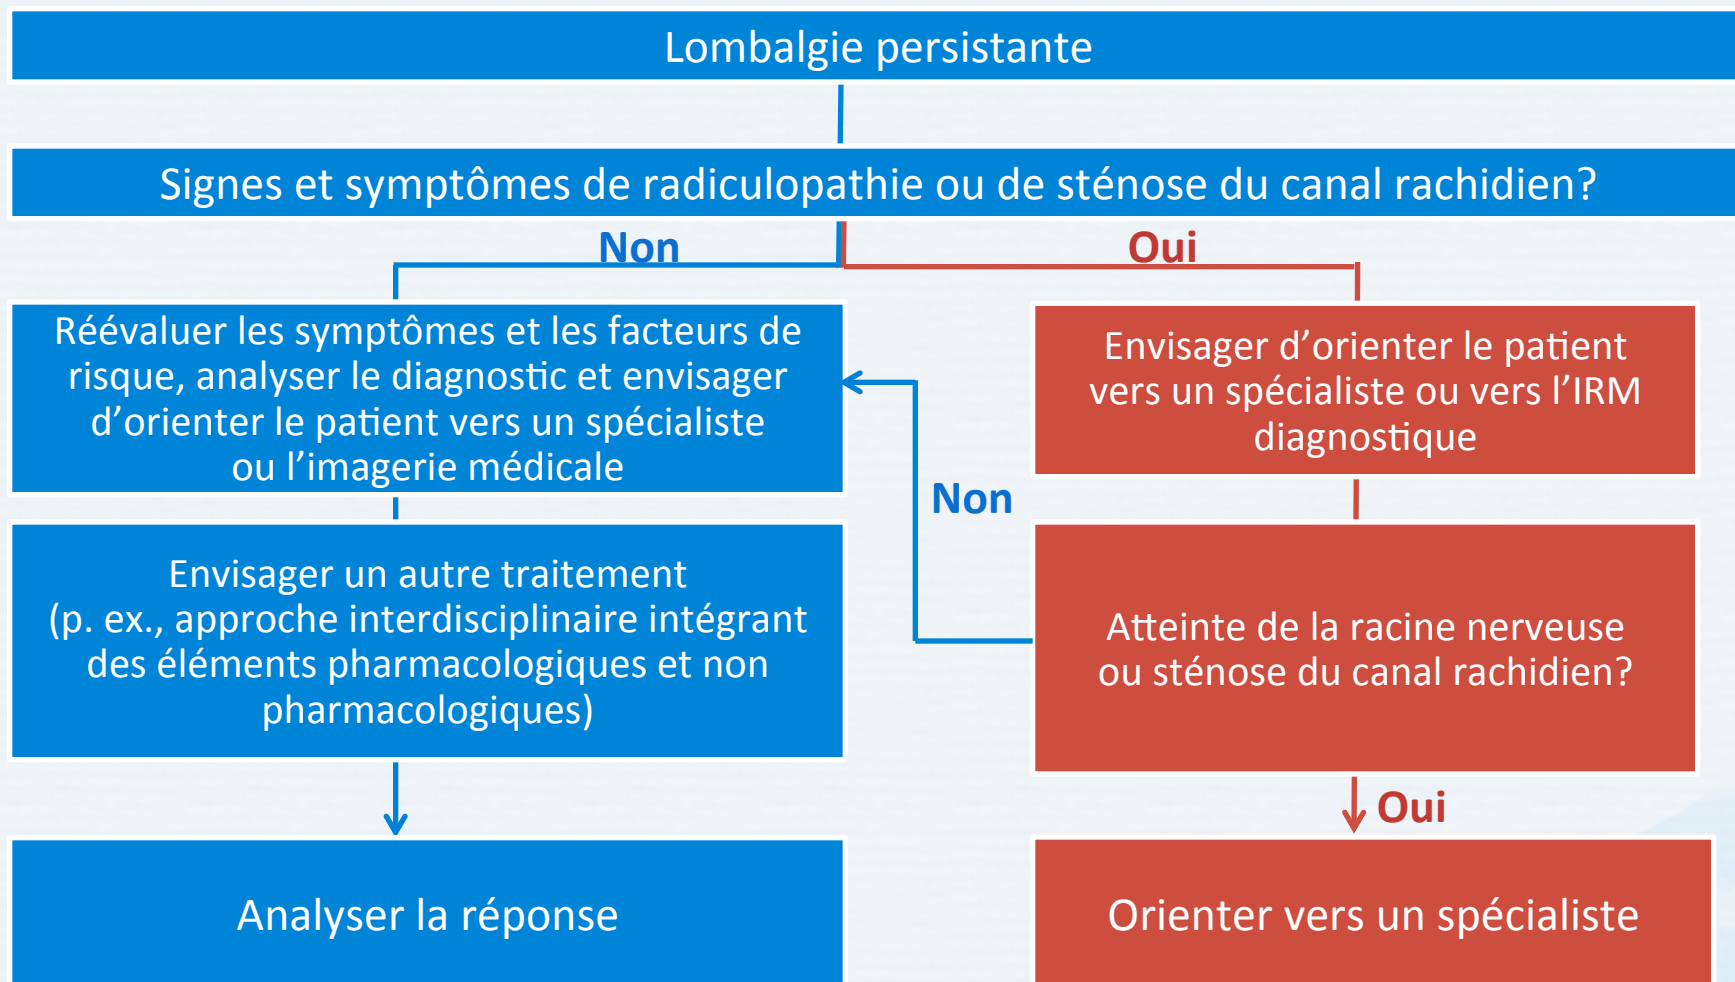 Lombalgie persistante
Signes et symptômes de radiculopathie ou de sténose du canal rachidien?
Non
Oui
Réévaluer les symptômes et les facteurs de
risque, analyser le diagnostic et envisager
d’orienter le patient vers un spécialiste
ou l’imagerie médicale
Envisager d’orienter le patient
vers un spécialiste ou vers l’IRM
diagnostique
Non
Envisager un autre traitement
(p. ex., approche interdisciplinaire intégrant
des éléments pharmacologiques et non
pharmacologiques)
Atteinte de la racine nerveuse
ou sténose du canal rachidien?
Oui
Analyser la réponse
Orienter vers un spécialiste